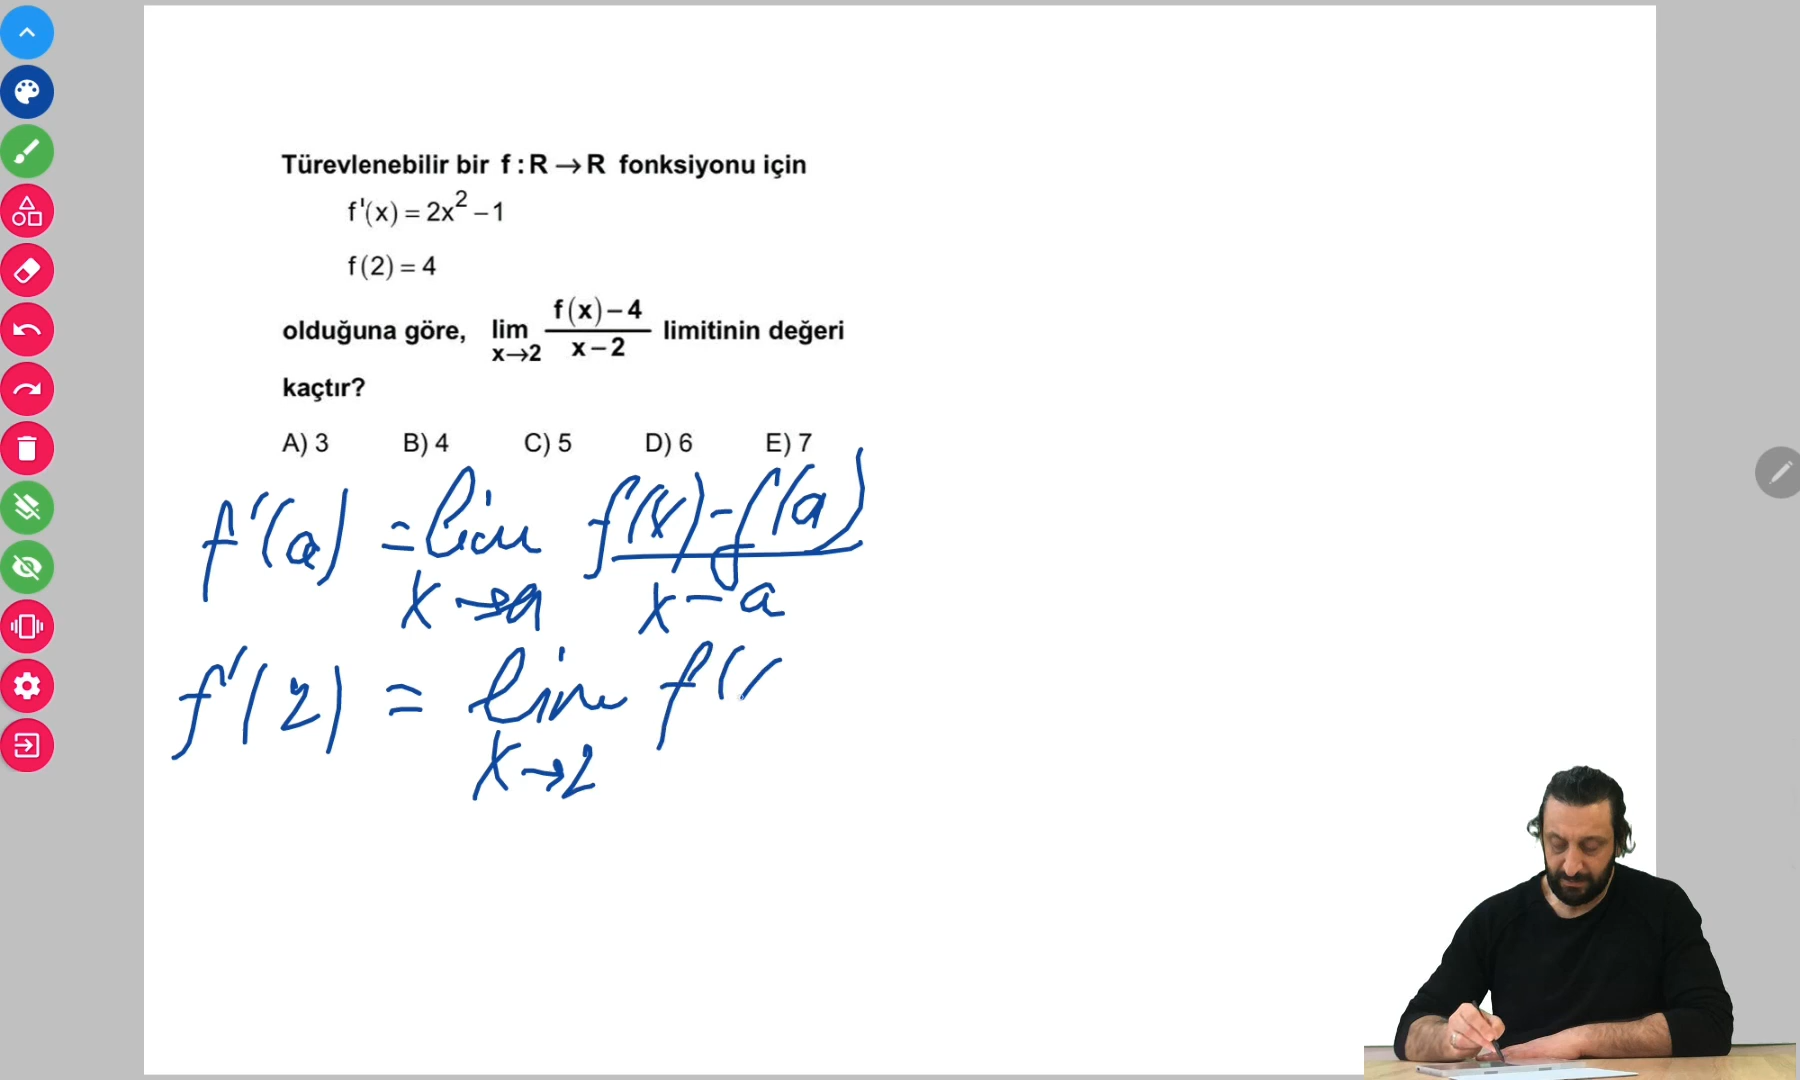 Türevlenebilir bir f : R → R fonksiyonu için
f'(x) = 2x² − 1
f(2) = 4
olduğuna göre, lim x→2 f(x) − 4 / x − 2 limitinin değeri
kaçtır?
A) 3 B) 4 C) 5 D) 6 E) 7
f'(a) = lim x→a f(x) − f(a) / x − a
f'(2) = lim x→2 f(